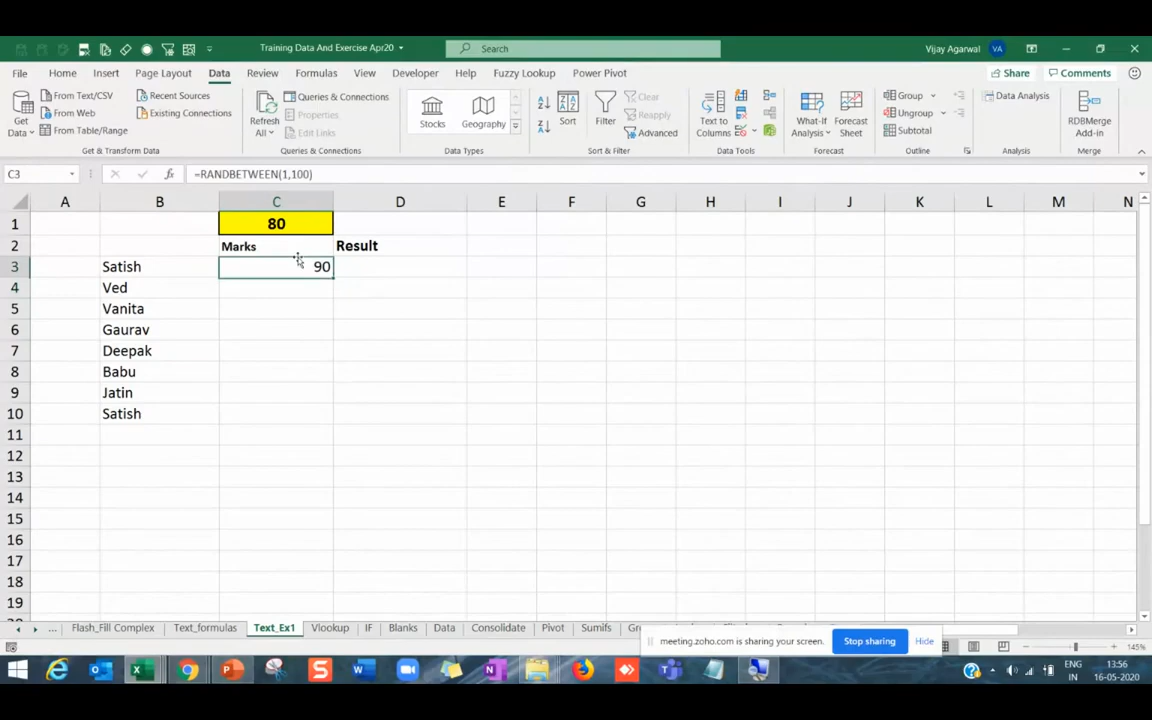 Training Data And Exercise Apr20
Search
Vijay Agarwal VA
File Home Insert Page Layout Formulas Data Review View Developer Help Fuzzy Lookup Power Pivot Share Comments
Get Data
From Text/CSV
From Web
From Table/Range
Recent Sources
Existing Connections
Get & Transform Data
Refresh All
Queries & Connections
Properties
Edit Links
Queries & Connections
Stocks Geography
Data Types
Sort Filter
Clear
Reapply
Advanced
Sort & Filter
Text to Columns
Data Tools
What-If Analysis
Forecast Sheet
Forecast
Group
Ungroup
Subtotal
Outline
Data Analysis
Analysis
RDBMerge Add-in
Merge
C3 fx =RANDBETWEEN(1,100)
A B C D E F G H I J K L M N
1 80
2 Marks Result
3 Satish 90
4 Ved
5 Vanita
6 Gaurav
7 Deepak
8 Babu
9 Jatin
10 Satish
11
12
13
14
15
16
17
18
19
... Flash_Fill Complex Text_formulas Text_Ex1 Vlookup IF Blanks Data Consolidate Pivot Sumifs
meeting.zoho.com is sharing your screen. Stop sharing Hide
145%
ENG IN
13:56
16-05-2020